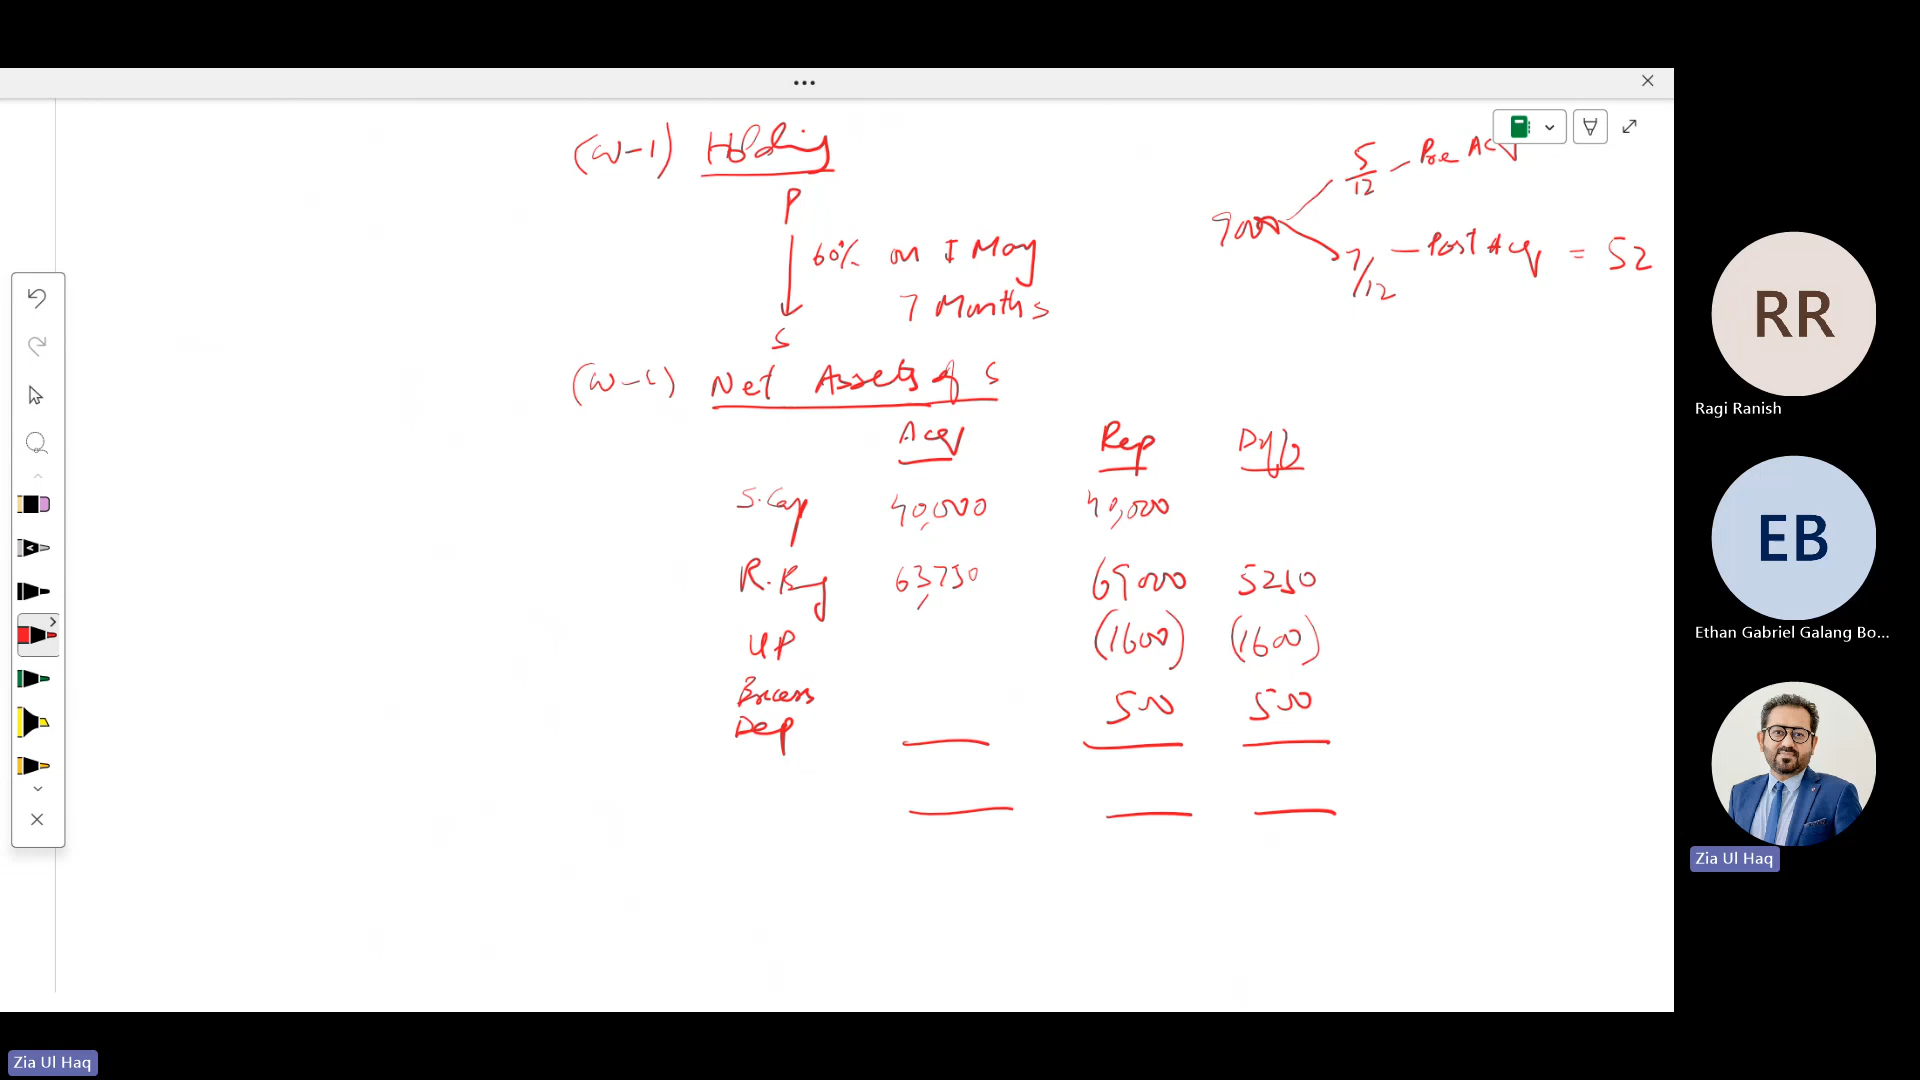 (W-1) Holding
P
60% on 1 May
7 Months
S
9000
5/12 - Pre Acq
7/12 - Post Acq = 52
(W-2) Net Assets of S
Acq Rep Diff
S.Cap 40,000 40,000
R.Eng 63,750 69000 5250
UP (1600) (1600)
Excess Dep 500 500
RR
Ragi Ranish
EB
Ethan Gabriel Galang Bo...
Zia Ul Haq
Zia Ul Haq